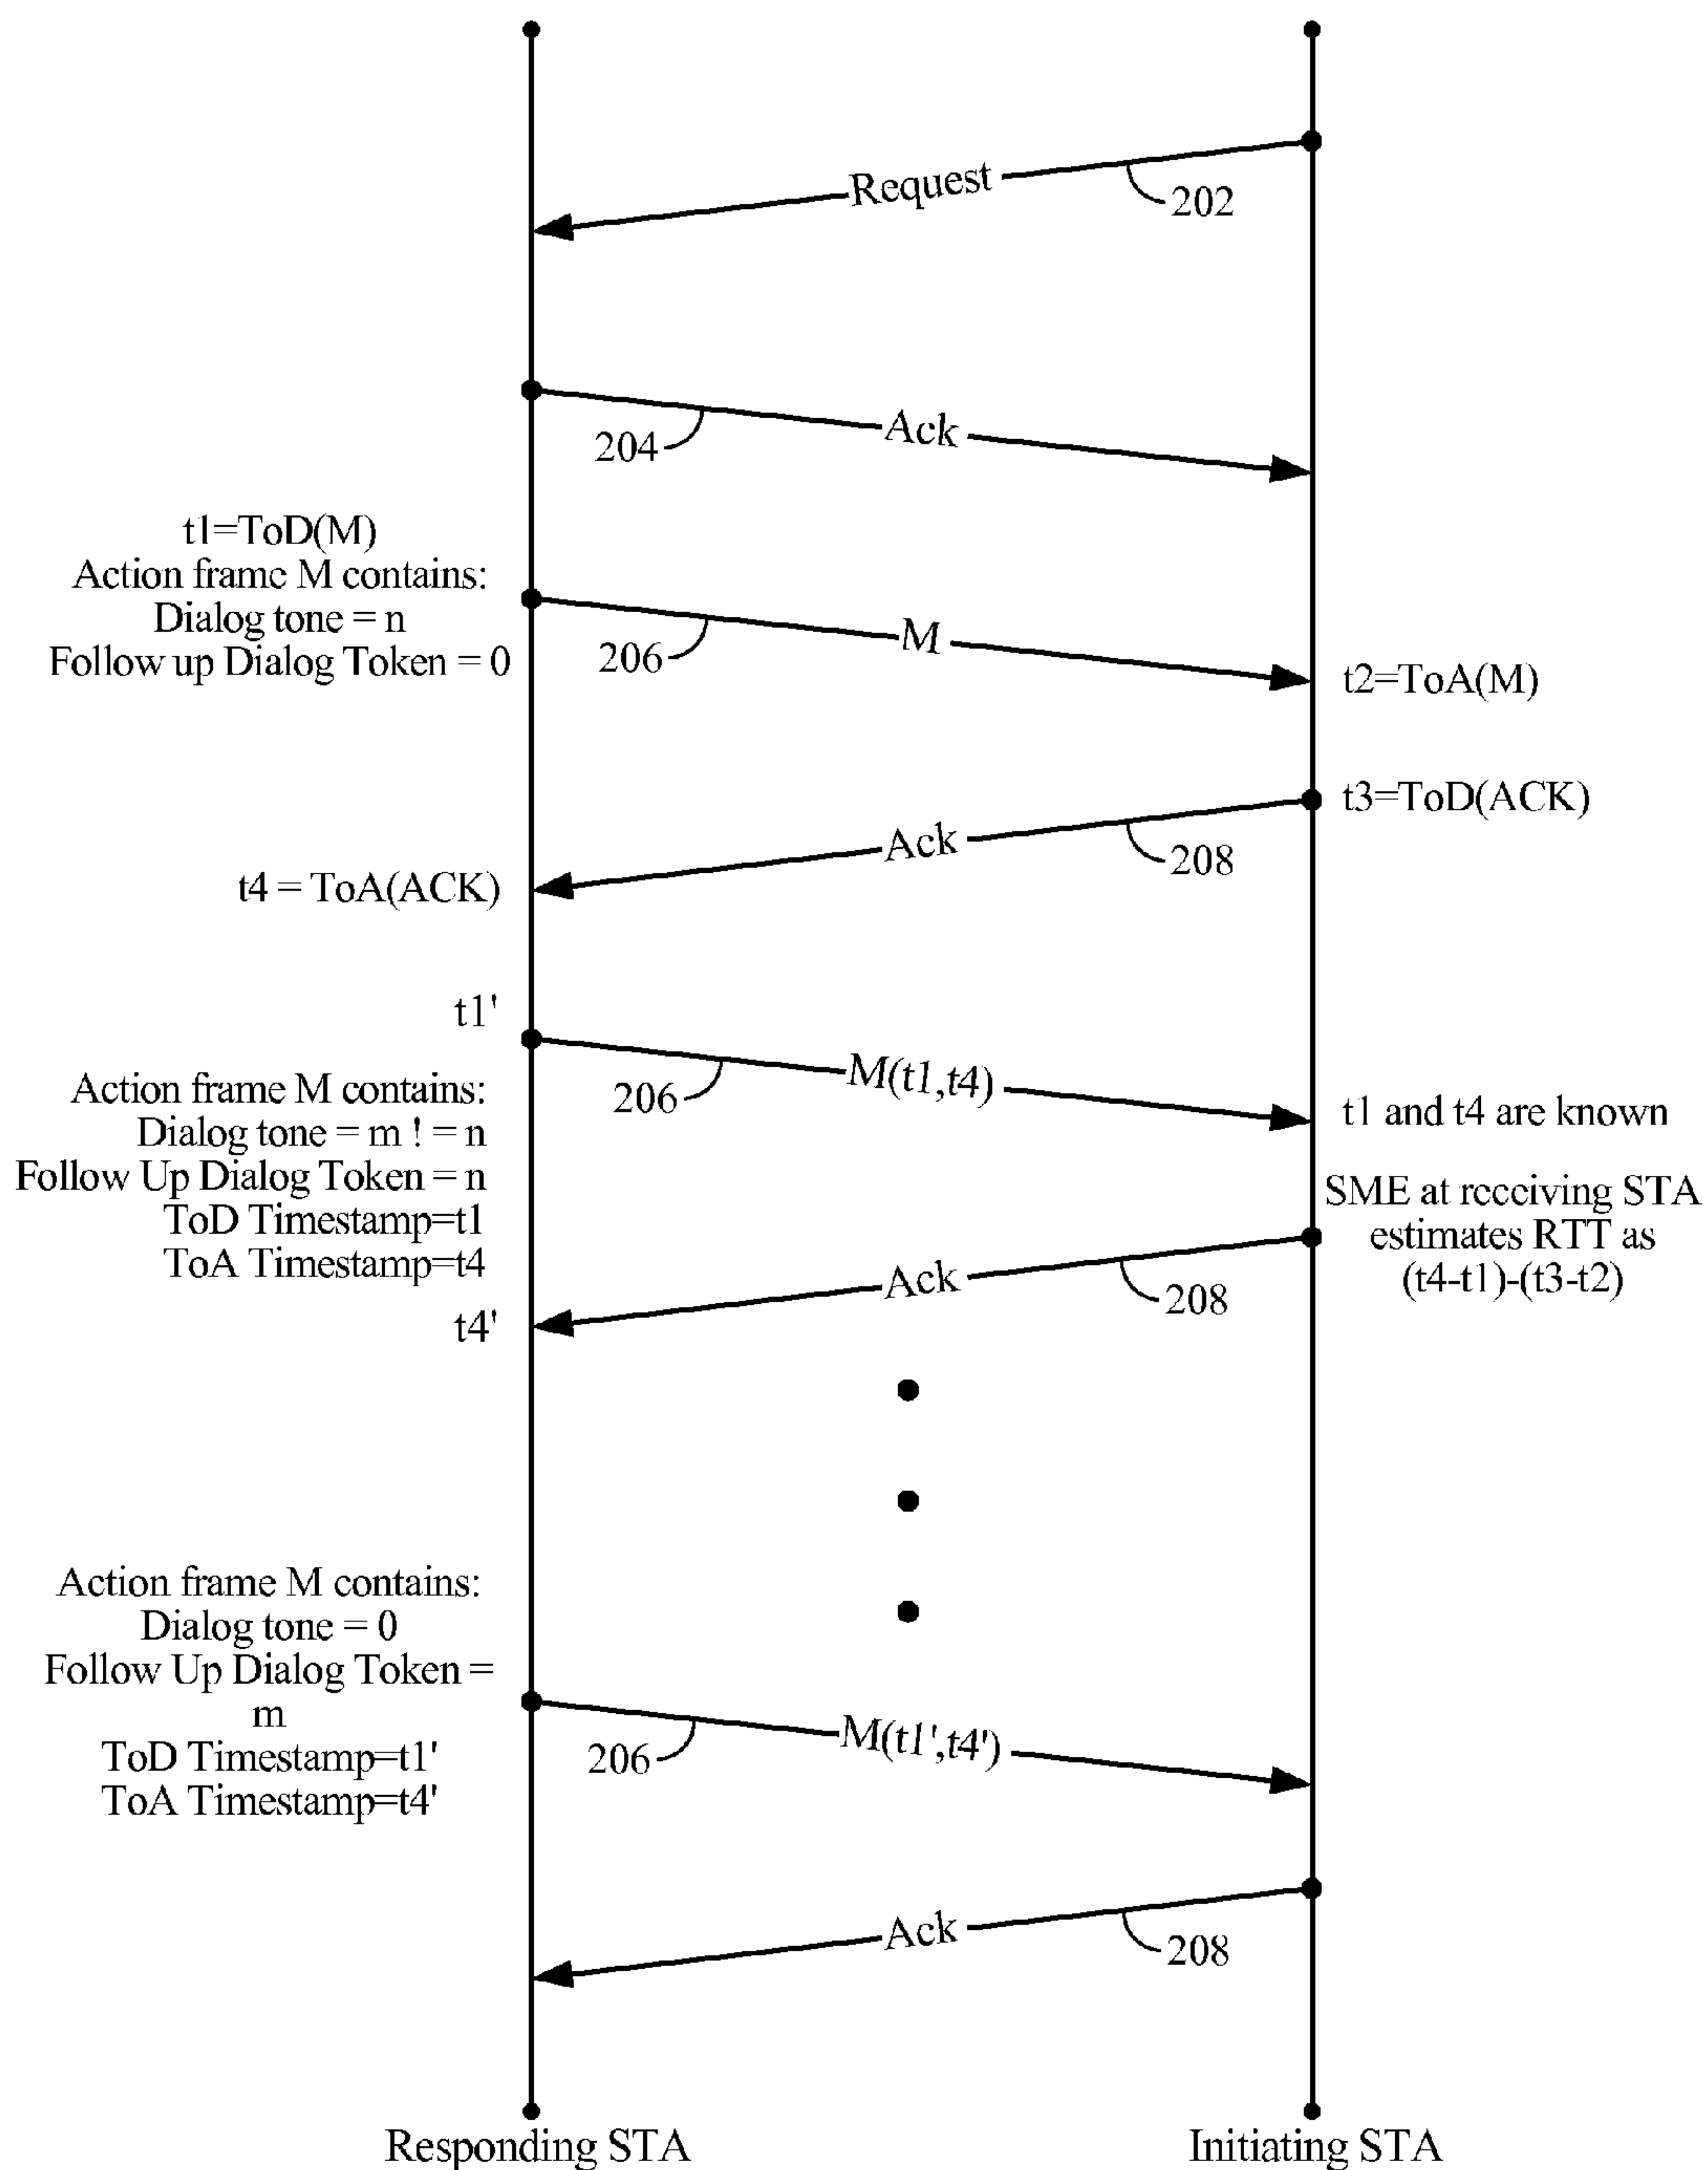 Request
202
Ack
204
t1=ToD(M)
Action frame M contains:
Dialog tone = n
Follow up Dialog Token = 0
M
206
t2=ToA(M)
t3=ToD(ACK)
Ack
208
t4 = ToA(ACK)
t1'
M(t1,t4)
206
Action frame M contains:
Dialog tone = m ! = n
Follow Up Dialog Token = n
ToD Timestamp=t1
ToA Timestamp=t4
t1 and t4 are known
SME at receiving STA
estimates RTT as
(t4-t1)-(t3-t2)
Ack
208
t4'
Action frame M contains:
Dialog tone = 0
Follow Up Dialog Token =
m
ToD Timestamp=t1'
ToA Timestamp=t4'
M(t1',t4')
206
Ack
208
Responding STA
Initiating STA